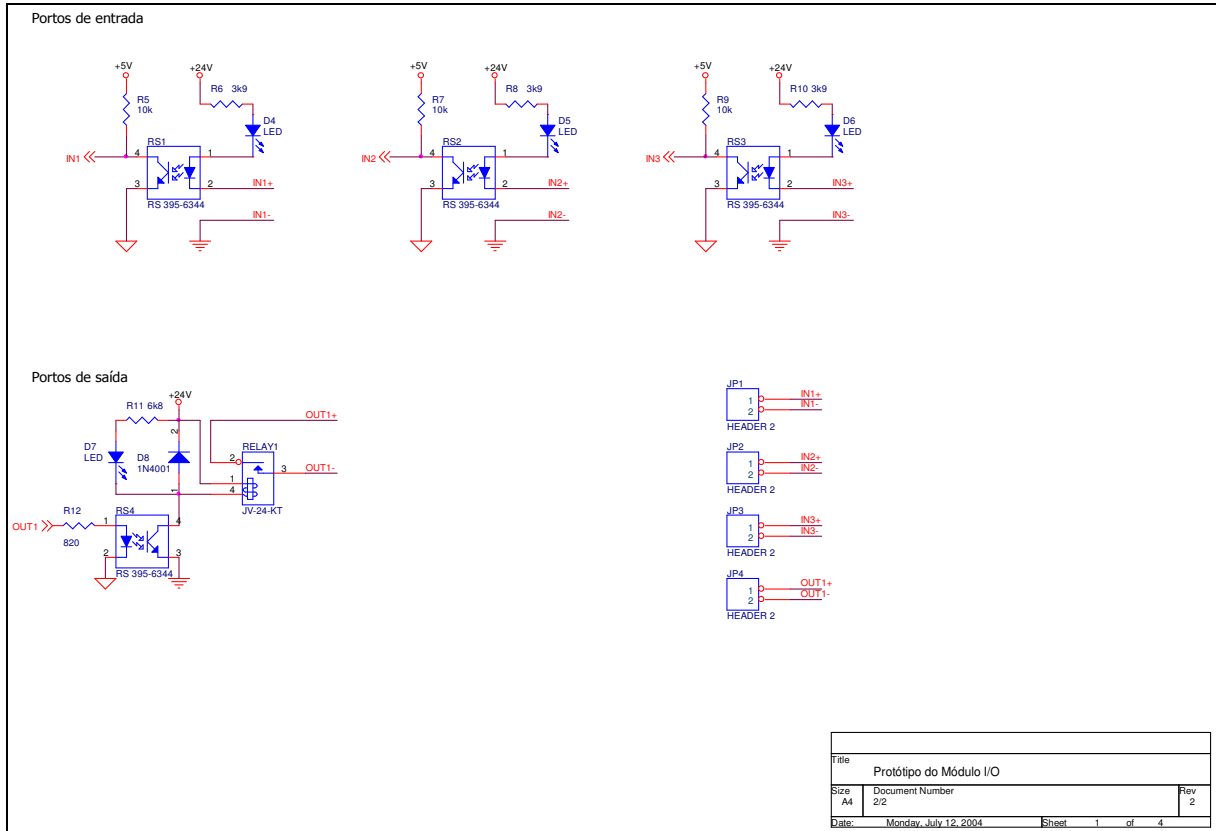 Portos de entrada
+5V
+24V
R5
10k
R6 3k9
D4
LED
RS1
IN1
4
3
1
2
IN1+
RS 395-6344
IN1-
+5V
+24V
R7
10k
R8 3k9
D5
LED
RS2
IN2
4
3
1
2
IN2+
RS 395-6344
IN2-
+5V
+24V
R9
10k
R10 3k9
D6
LED
RS3
IN3
4
3
1
2
IN3+
RS 395-6344
IN3-
Portos de saída
+24V
R11 6k8
OUT1+
D7
LED
D8
1N4001
2
1
RELAY1
2
3
1
4
OUT1-
JV-24-KT
OUT1
R12
820
RS4
1
2
4
3
RS 395-6344
JP1
1
2
IN1+
IN1-
HEADER 2
JP2
1
2
IN2+
IN2-
HEADER 2
JP3
1
2
IN3+
IN3-
HEADER 2
JP4
1
2
OUT1+
OUT1-
HEADER 2
Title
Protótipo do Módulo I/O
Size
A4
Document Number
2/2
Rev
2
Date: Monday, July 12, 2004 Sheet 1 of 4